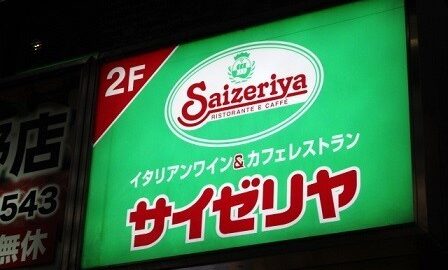 2F
Saizeriya
RISTORANTE E CAFFÈ
イタリアンワイン&カフェレストラン
サイゼリヤ
店
543
無休